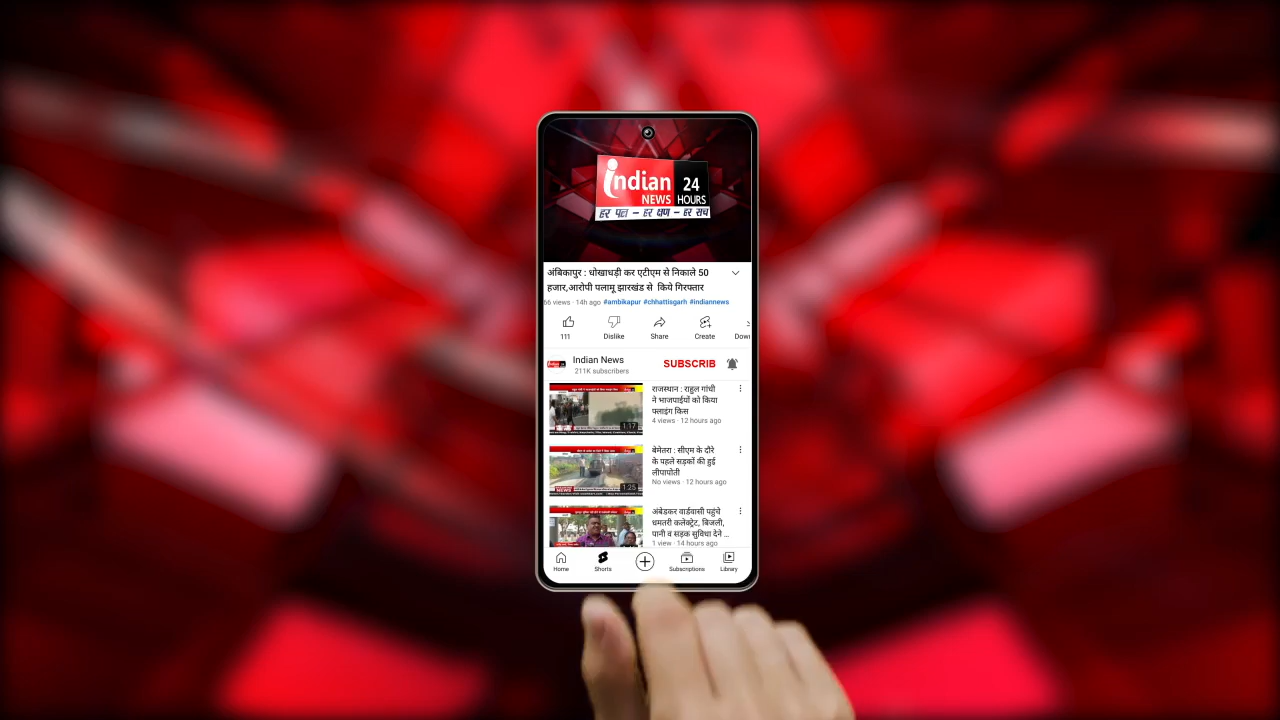 indian
NEWS
24
HOURS
हर पल – हर क्षण – हर सच
अंबिकापुर : धोखाधड़ी कर एटीएम से निकाले 50
हजार,आरोपी पलामू झारखंड से किये गिरफ्तार
66 views · 14h ago #ambikapur #chhattisgarh #indiannews
111
Dislike
Share
Create
Dow
Indian News
211K subscribers
SUBSCRIB
राजस्थान : राहुल गांधी
ने भाजपाईयों को किया
फ्लाइंग किस
4 views · 12 hours ago
1:17
बेमेतरा : सीएम के दौरे
के पहले सड़कों की हुई
लीपापोती
No views · 12 hours ago
1:25
NEWS
अंबेडकर वार्डवासी पहुंचे
धमतरी कलेक्ट्रेट, बिजली,
पानी व सड़क सुविधा देने ...
1 view · 14 hours ago
Home
Shorts
Subscriptions
Library